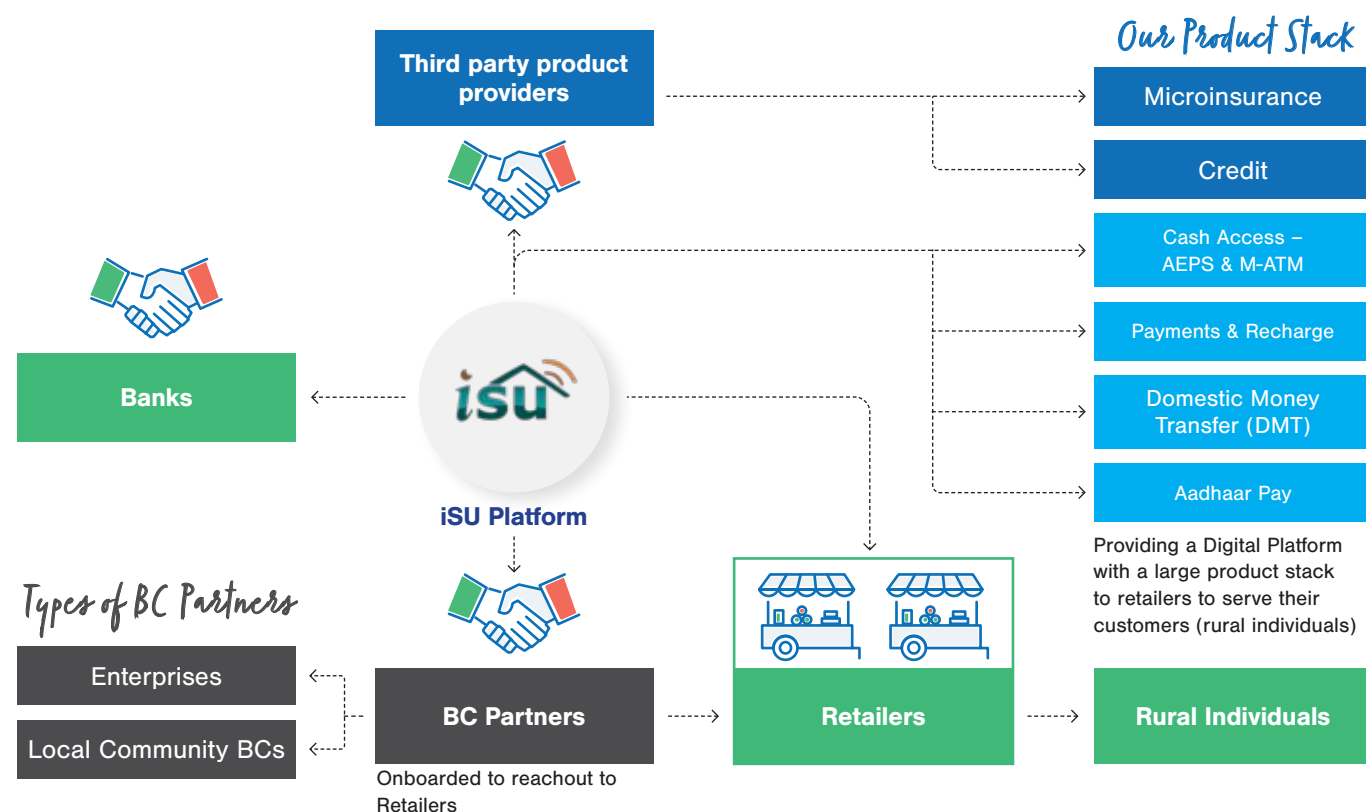 Our Product Stack
Third party product
providers
Microinsurance
Credit
Cash Access –
AEPS & M-ATM
Payments & Recharge
Banks
isu
Domestic Money
Transfer (DMT)
Aadhaar Pay
iSU Platform
Providing a Digital Platform
with a large product stack
to retailers to serve their
customers (rural individuals)
Types of BC Partners
Enterprises
Local Community BCs
BC Partners
Retailers
Rural Individuals
Onboarded to reachout to
Retailers